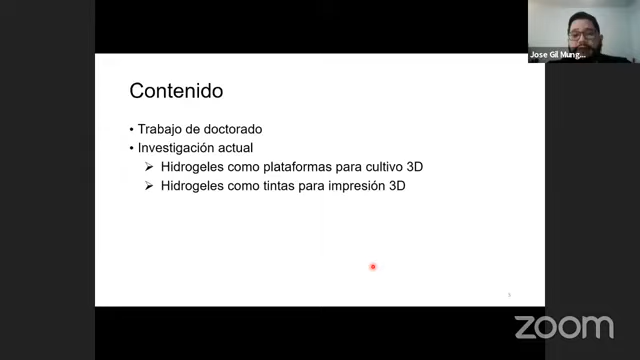 Jose Gil Mung...
Contenido
• Trabajo de doctorado
• Investigación actual
➢ Hidrogeles como plataformas para cultivo 3D
➢ Hidrogeles como tintas para impresión 3D
3
zoom